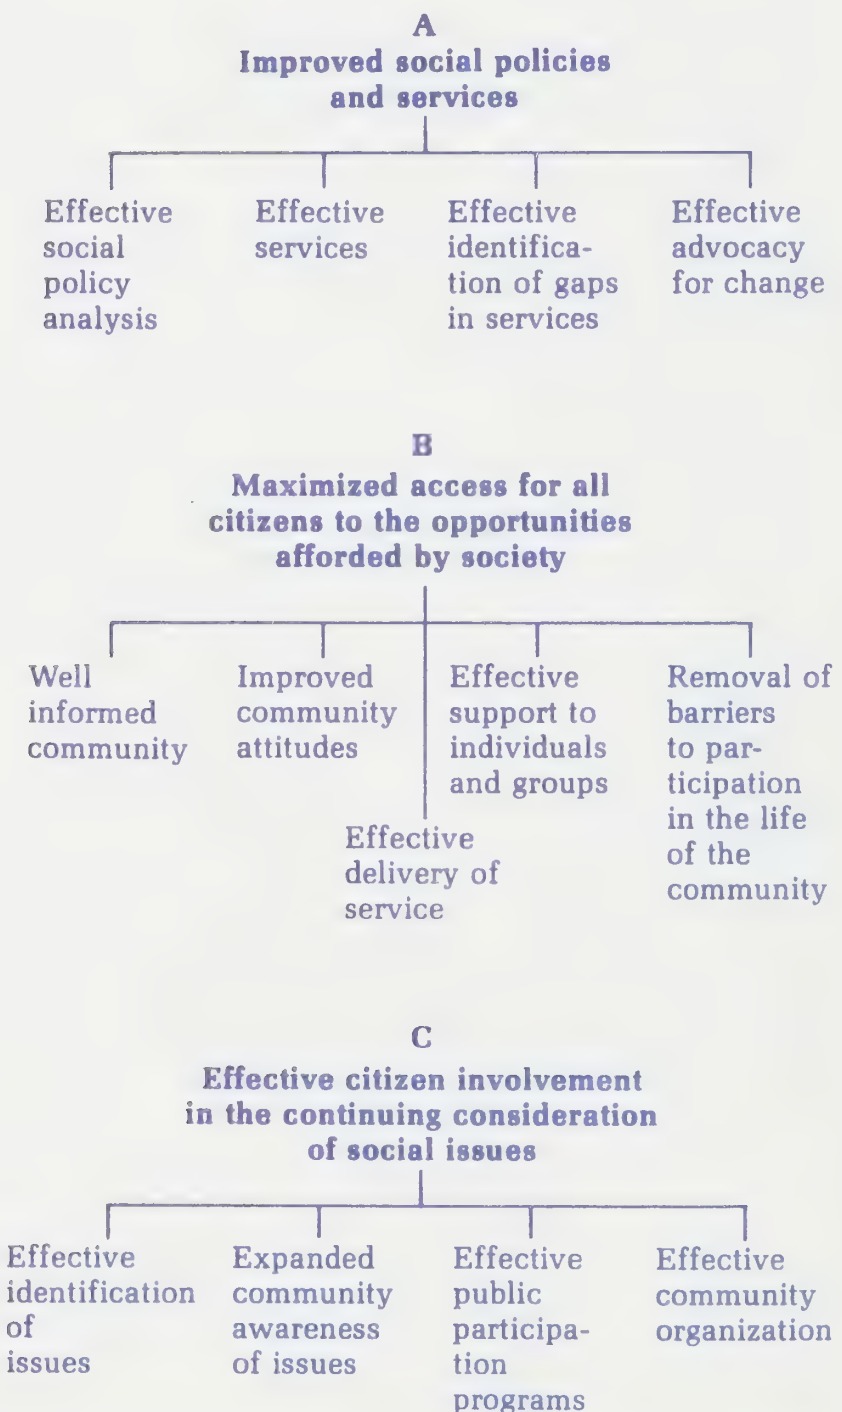 A
Improved social policies
and services
Effective
social
policy
analysis
Effective
services
Effective
identifica-
tion of gaps
in services
Effective
advocacy
for change
B
Maximized access for all
citizens to the opportunities
afforded by society
Well
informed
community
Improved
community
attitudes
Effective
delivery of
service
Effective
support to
individuals
and groups
Removal of
barriers
to par-
ticipation
in the life
of the
community
C
Effective citizen involvement
in the continuing consideration
of social issues
Effective
identification
of
issues
Expanded
community
awareness
of issues
Effective
public
participa-
tion
programs
Effective
community
organization